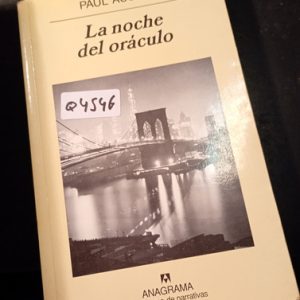 PAUL
La noche
del oráculo
Q4546
ANAGRAMA
de narrativas